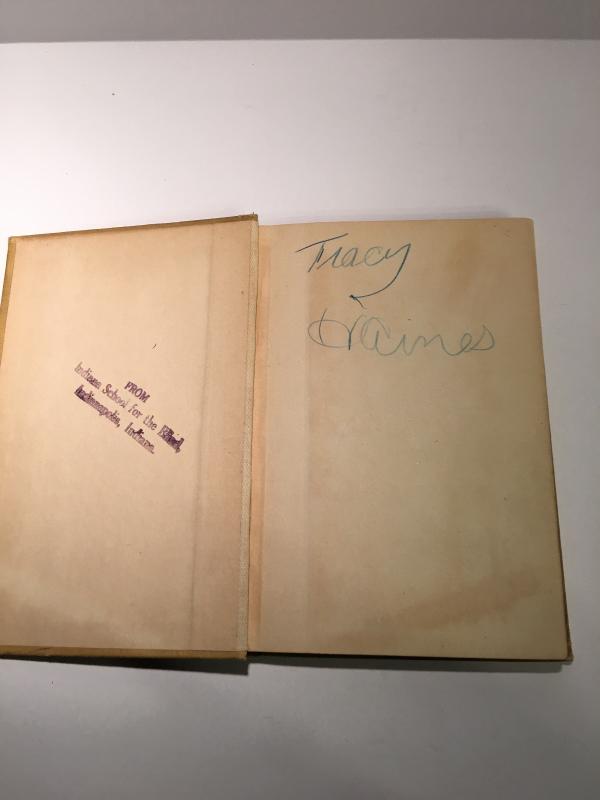 FROM
Indiana School for the Blind,
Indianapolis, Indiana.
Tracy
Haines